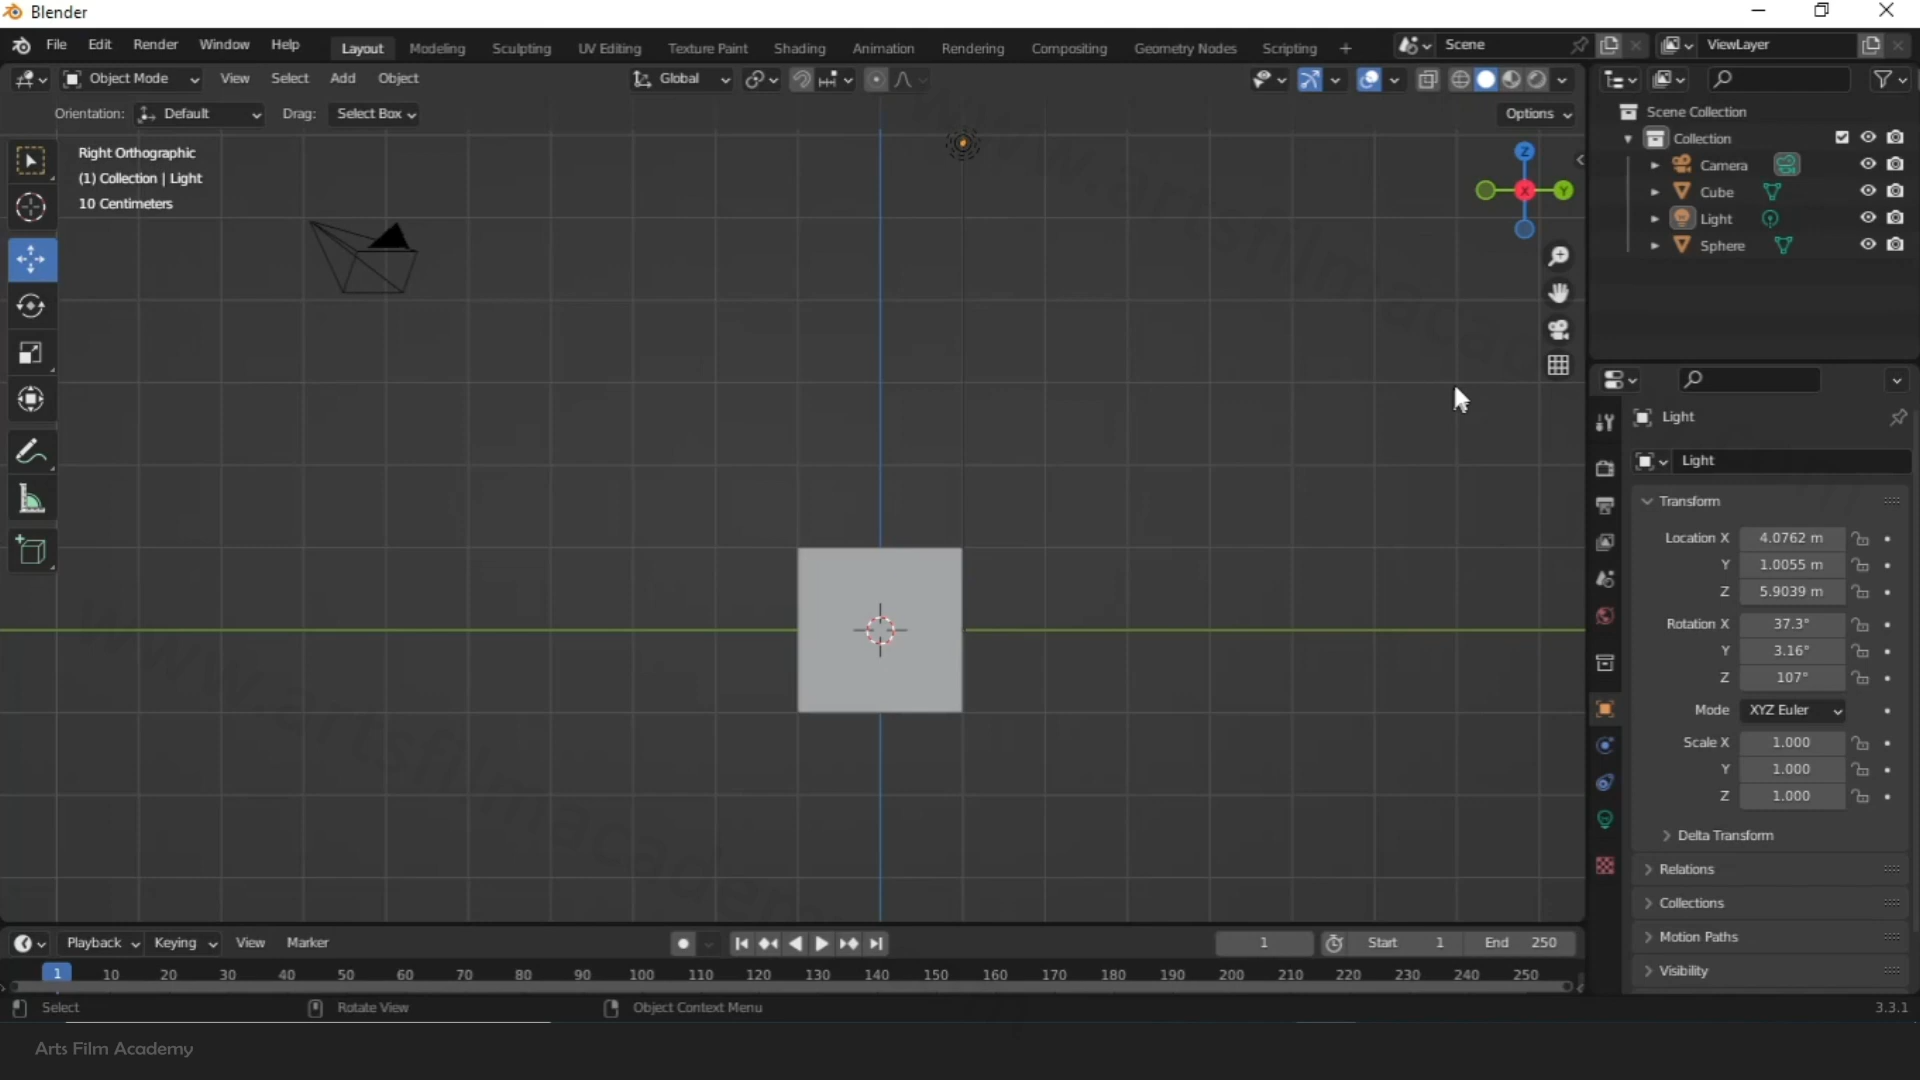 Blender
File Edit Render Window Help Layout Modeling Sculpting UV Editing Texture Paint Shading Animation Rendering Compositing Geometry Nodes Scripting + Scene ViewLayer
Object Mode View Select Add Object Global
Orientation: Default Drag: Select Box Options
Right Orthographic
(1) Collection | Light
10 Centimeters
Z
X
Y
Scene Collection
Collection
Camera
Cube
Light
Sphere
Light
Light
Transform
Location X 4.0762 m
Y 1.0055 m
Z 5.9039 m
Rotation X 37.3°
Y 3.16°
Z 107°
Mode XYZ Euler
Scale X 1.000
Y 1.000
Z 1.000
Delta Transform
Relations
Collections
Motion Paths
Visibility
Playback Keying View Marker 1 Start 1 End 250
1 10 20 30 40 50 60 70 80 90 100 110 120 130 140 150 160 170 180 190 200 210 220 230 240 250
Select Rotate View Object Context Menu 3.3.1
Arts Film Academy